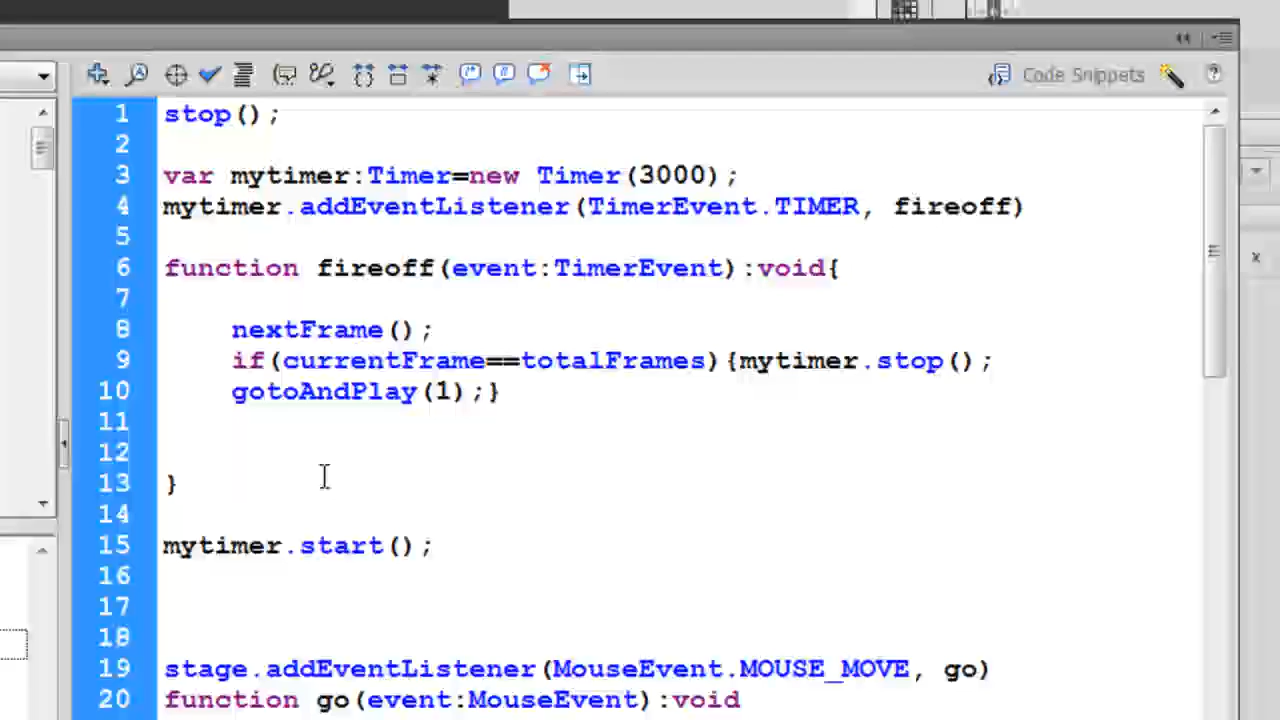 Code Snippets
1 stop();
2
3 var mytimer:Timer=new Timer(3000);
4 mytimer.addEventListener(TimerEvent.TIMER, fireoff)
5
6 function fireoff(event:TimerEvent):void{
7
8 nextFrame();
9 if(currentFrame==totalFrames){mytimer.stop();
10 gotoAndPlay(1);}
11
12
13 }
14
15 mytimer.start();
16
17
18
19 stage.addEventListener(MouseEvent.MOUSE_MOVE, go)
20 function go(event:MouseEvent):void